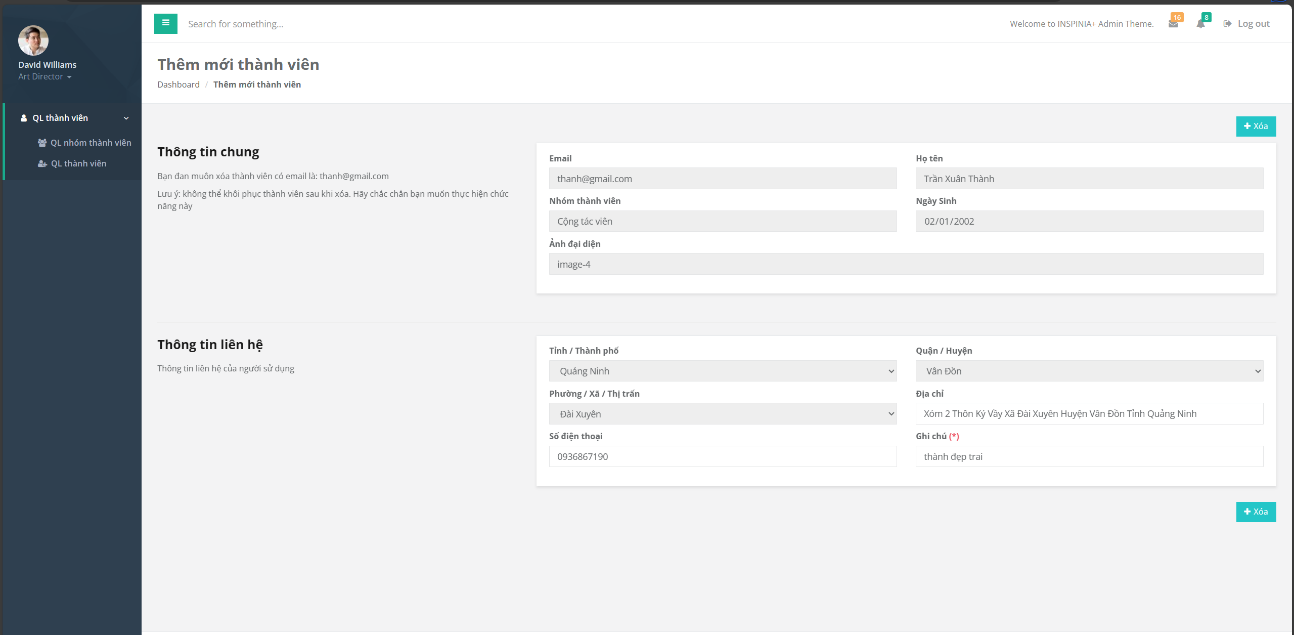 Search for something...
Welcome to INSPINIA+ Admin Theme.
16
8
Log out
David Williams
Art Director
QL thành viên
QL nhóm thành viên
QL thành viên
Thêm mới thành viên
Dashboard / Thêm mới thành viên
+ Xóa
Thông tin chung
Bạn đan muôn xóa thành viên có email là: thanh@gmail.com
Lưu ý: không thể khôi phục thành viên sau khi xóa. Hãy chắc chắn bạn muốn thực hiện chức
năng này
Email
thanh@gmail.com
Họ tên
Trần Xuân Thành
Nhóm thành viên
Cộng tác viên
Ngày Sinh
02/01/2002
Ảnh đại diện
image-4
Thông tin liên hệ
Thông tin liên hệ của người sử dụng
Tỉnh / Thành phố
Quảng Ninh
Quận / Huyện
Vân Đồn
Phường / Xã / Thị trấn
Đài Xuyên
Địa chỉ
Xóm 2 Thôn Ký Vầy Xã Đài Xuyên Huyện Vân Đồn Tỉnh Quảng Ninh
Số điện thoại
0936867190
Ghi chú (*)
thành đẹp trai
+ Xóa